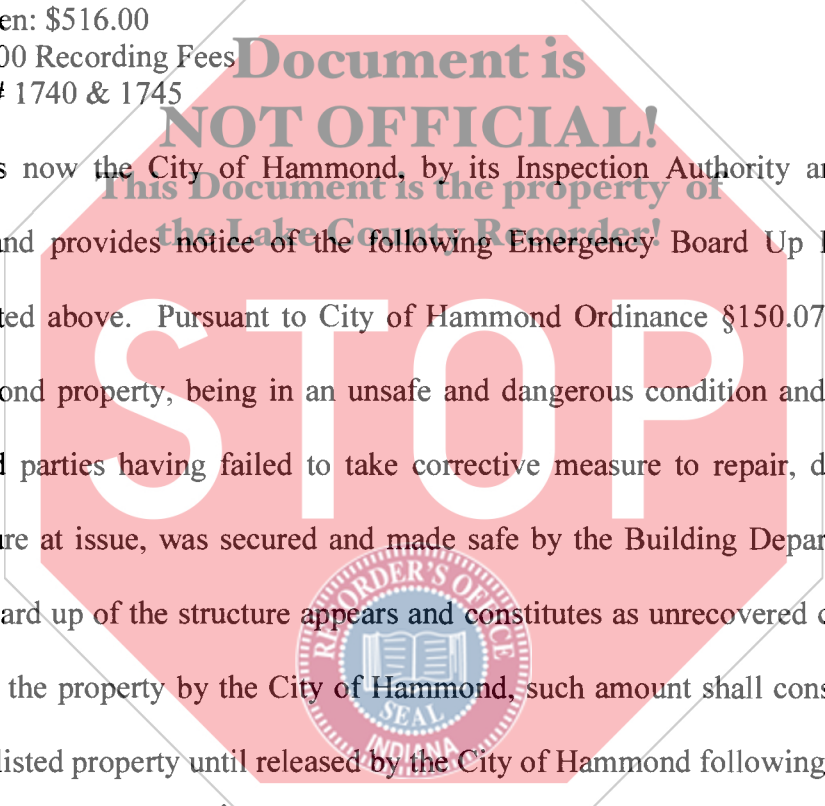 en: $516.00
00 Recording Fees
# 1740 & 1745
Document is
NOT OFFICIAL!
This Document is the property of
the Lake County Recorder!
s now the City of Hammond, by its Inspection Authority a
and provides notice of the following Emergency Board Up
ted above. Pursuant to City of Hammond Ordinance §150.07
ond property, being in an unsafe and dangerous condition and
parties having failed to take corrective measure to repair, d
re at issue, was secured and made safe by the Building Depar
ard up of the structure appears and constitutes as unrecovered
the property by the City of Hammond, such amount shall cons
listed property until released by the City of Hammond following
STOP
RECORDER'S OFFICE
SEAL
INDIANA